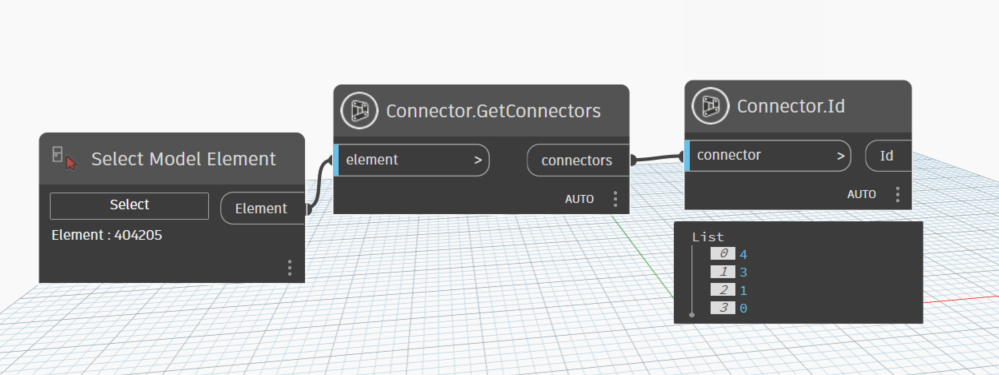 Select Model Element
Select
Element
Element : 404205
Connector.GetConnectors
element >
connectors
AUTO
Connector.Id
connector >
Id
AUTO
List
0 4
1 3
2 1
3 0